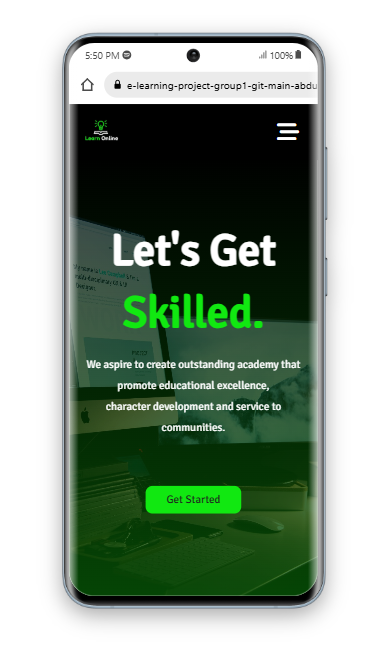 5:50 PM
100%
e-learning-project-group1-git-main-abdu
Learn Online
Let's Get
Skilled.
We aspire to create outstanding academy that
promote educational excellence,
character development and service to
communities.
Get Started